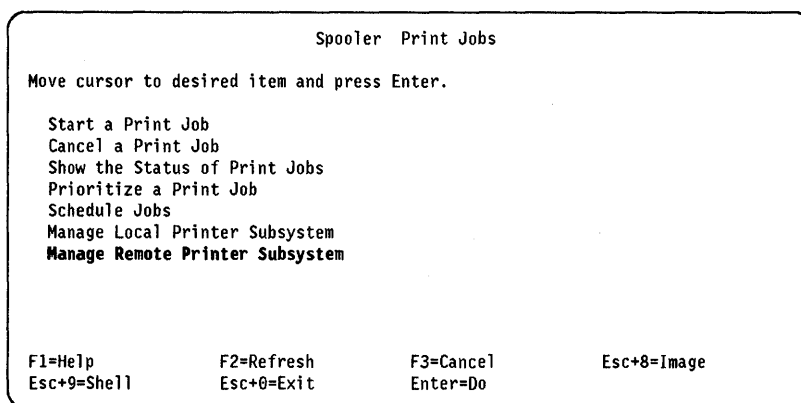 Spooler Print Jobs
Move cursor to desired item and press Enter.
Start a Print Job
Cancel a Print Job
Show the Status of Print Jobs
Prioritize a Print Job
Schedule Jobs
Manage Local Printer Subsystem
Manage Remote Printer Subsystem
F1=Help F2=Refresh F3=Cancel Esc+8=Image
Esc+9=Shell Esc+0=Exit Enter=Do